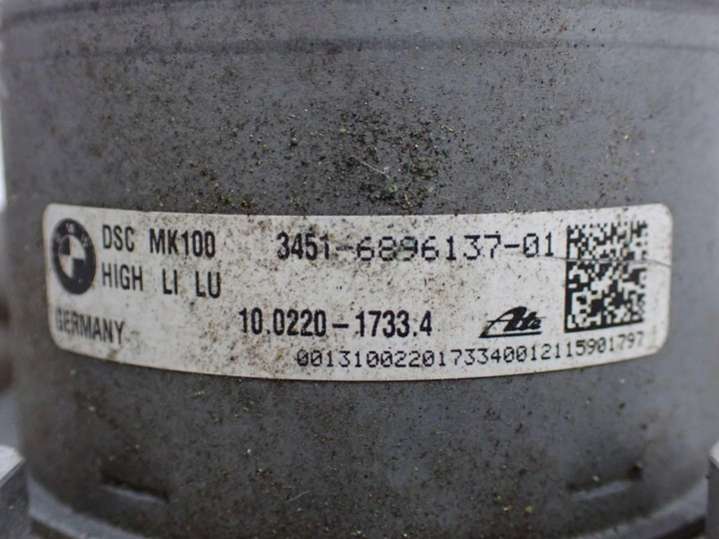 DSC MK100 3451-6896137-01
HIGH LI LU
GERMANY 10.0220-1733.4 Ate
0013100220173340012115901797